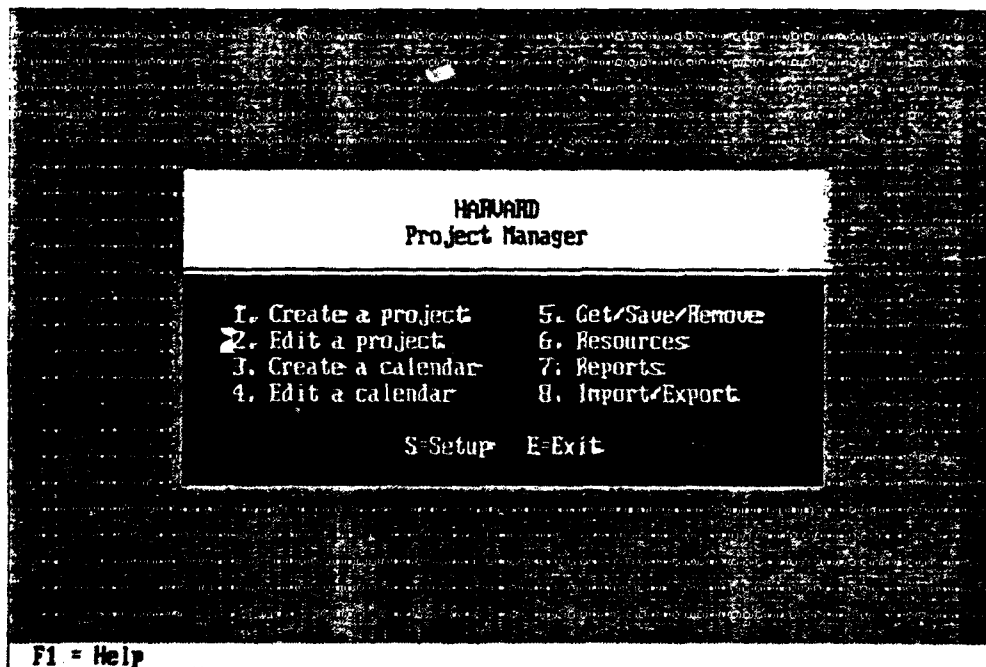 HARVARD
Project Manager
1. Create a project
2. Edit a project
3. Create a calendar
4. Edit a calendar
5. Get/Save/Remove
6. Resources
7. Reports
8. Import/Export
S=Setup E=Exit
F1 = Help